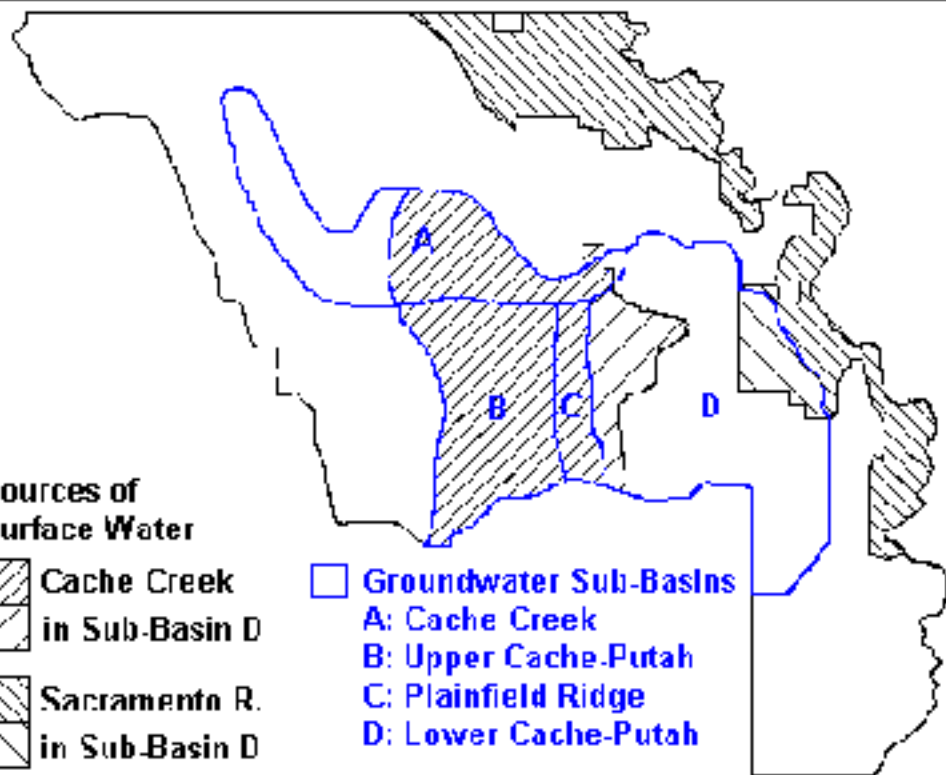 A
B
C
D
ources of
urface Water
Cache Creek
in Sub-Basin D
Sacramento R.
in Sub-Basin D
Groundwater Sub-Basins
A: Cache Creek
B: Upper Cache-Putah
C: Plainfield Ridge
D: Lower Cache-Putah